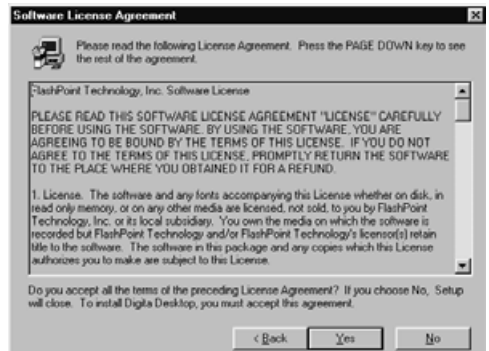 Software License Agreement
Please read the following License Agreement. Press the PAGE DOWN key to see
the rest of the agreement.
FlashPoint Technology, Inc. Software License
PLEASE READ THIS SOFTWARE LICENSE AGREEMENT "LICENSE" CAREFULLY
BEFORE USING THE SOFTWARE. BY USING THE SOFTWARE, YOU ARE
AGREEING TO BE BOUND BY THE TERMS OF THIS LICENSE. IF YOU DO NOT
AGREE TO THE TERMS OF THIS LICENSE, PROMPTLY RETURN THE SOFTWARE
TO THE PLACE WHERE YOU OBTAINED IT FOR A REFUND.
1. License. The software and any fonts accompanying this License whether on disk, in
read only memory, or on any other media are licensed, not sold, to you by FlashPoint
Technology, Inc. or its local subsidiary. You own the media on which the software is
recorded but FlashPoint Technology and/or FlashPoint Technology's licensor(s) retain
title to the software. The software in this package and any copies which this License
authorizes you to make are subject to this License.
Do you accept all the terms of the preceding License Agreement? If you choose No, Setup
will close. To install Digita Desktop, you must accept this agreement.
< Back Yes No